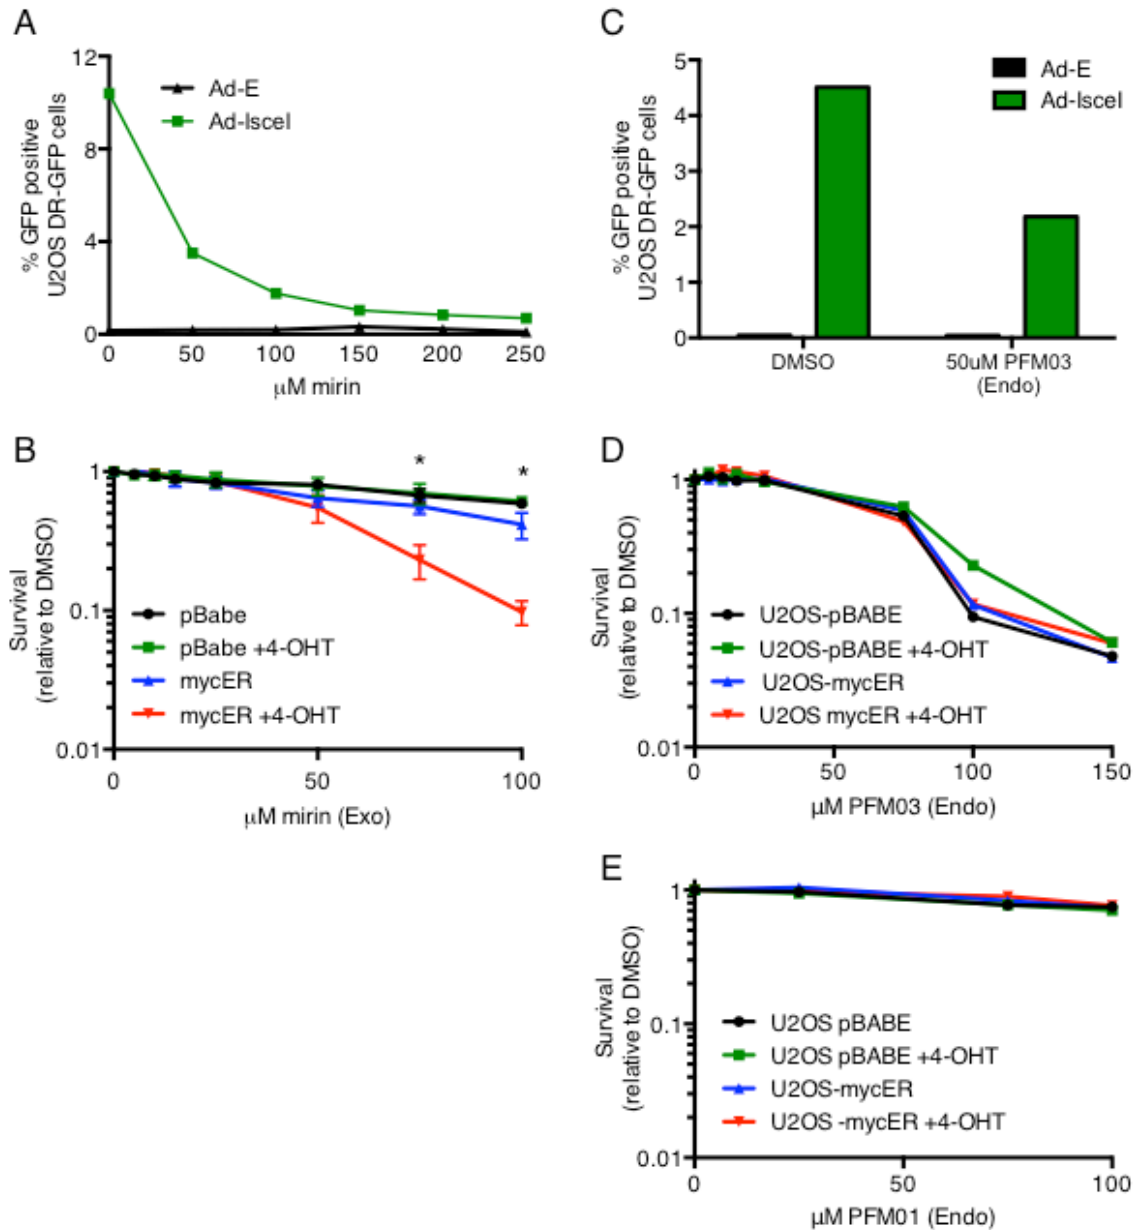 A
12
8
4
0
% GFP positive
U2OS DR-GFP cells
Ad-E
Ad-IsceI
0 50 100 150 200 250
μM mirin
C
5
4
3
2
1
0
% GFP positive
U2OS DR-GFP cells
Ad-E
Ad-IsceI
DMSO
50uM PFM03
(Endo)
B
1
0.1
0.01
Survival
(relative to DMSO)
* *
pBabe
pBabe +4-OHT
mycER
mycER +4-OHT
0 50 100
μM mirin (Exo)
D
1
0.1
0.01
Survival
(relative to DMSO)
U2OS-pBABE
U2OS-pBABE +4-OHT
U2OS-mycER
U2OS mycER +4-OHT
0 50 100 150
μM PFM03 (Endo)
E
1
0.1
0.01
Survival
(relative to DMSO)
U2OS pBABE
U2OS pBABE +4-OHT
U2OS-mycER
U2OS -mycER +4-OHT
0 50 100
μM PFM01 (Endo)